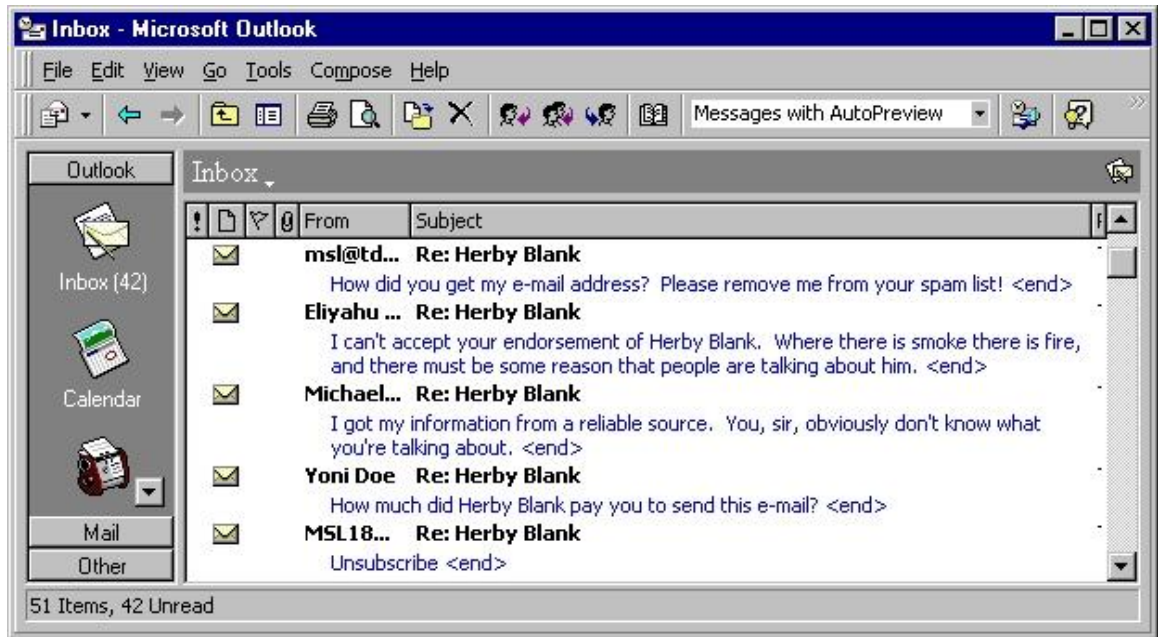 Inbox - Microsoft Outlook
File Edit View Go Tools Compose Help
Messages with AutoPreview
Outlook
Inbox
! From Subject
Inbox (42)
Calendar
Mail
Other
msl@td... Re: Herby Blank
How did you get my e-mail address? Please remove me from your spam list! <end>
Eliyahu ... Re: Herby Blank
I can't accept your endorsement of Herby Blank. Where there is smoke there is fire,
and there must be some reason that people are talking about him. <end>
Michael... Re: Herby Blank
I got my information from a reliable source. You, sir, obviously don't know what
you're talking about. <end>
Yoni Doe Re: Herby Blank
How much did Herby Blank pay you to send this e-mail? <end>
MSL18... Re: Herby Blank
Unsubscribe <end>
51 Items, 42 Unread